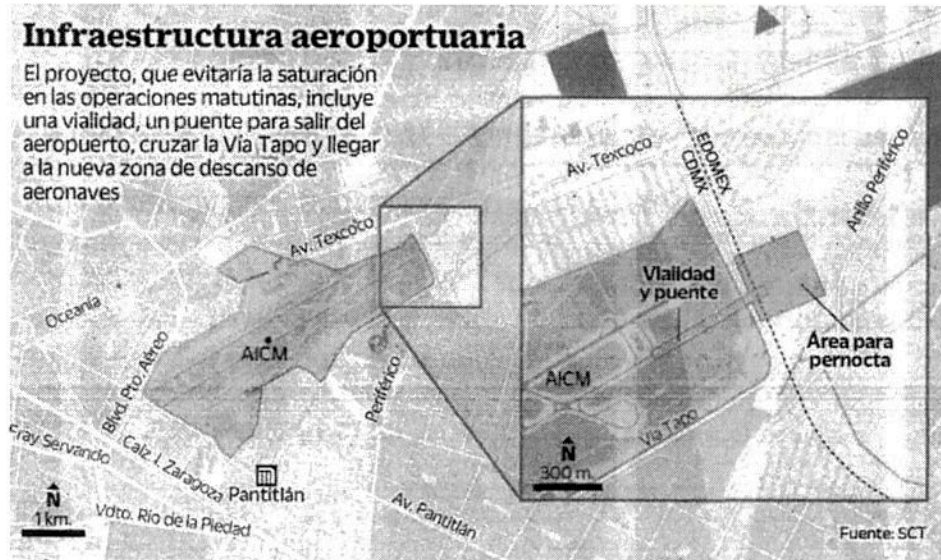 Infraestructura aeroportuaria
El proyecto, que evitaría la saturación
en las operaciones matutinas, incluye
una vialidad, un puente para salir del
aeropuerto, cruzar la Vía Tapo y llegar
a la nueva zona de descanso de
aeronaves
Av. Texcoco
Oceanía
AICM
Blvd. Pto. Aéreo
Periférico
Fray Servando
Calz. I. Zaragoza
Pantitlán
Av. Pantitlán
Vdto. Río de la Piedad
N
1 km.
Av. Texcoco
EDOMEX
CDMX
Anillo Periférico
Vialidad
y puente
Área para
pernocta
AICM
Vía Tapo
N
300 m.
Fuente: SCT